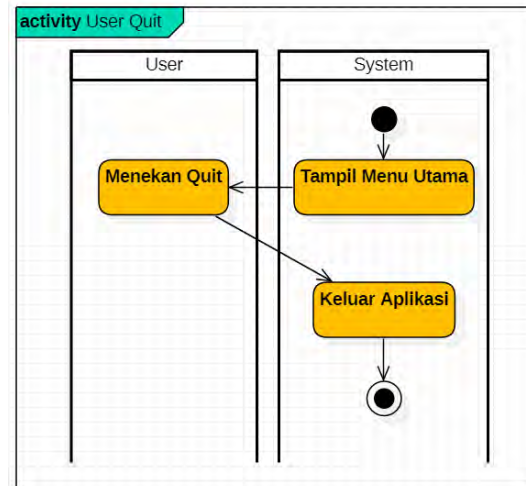 activity User Quit
User
System
Menekan Quit
Tampil Menu Utama
Keluar Aplikasi